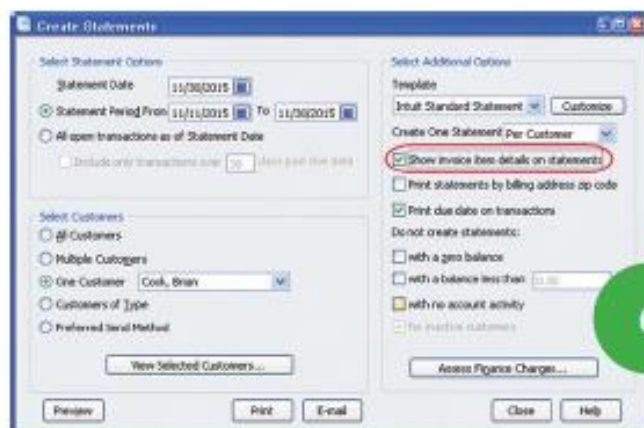 Create Statements
Select Statement Options
Statement Date 11/30/2015
Statement Period From 11/11/2015 To 11/30/2015
All open transactions as of Statement Date
Include only transactions over 30 days past due date
Select Customers
All Customers
Multiple Customers
One Customer Cook, Brian
Customers of Type
Preferred Send Method
View Selected Customers...
Select Additional Options
Template
Intuit Standard Statement Customize
Create One Statement Per Customer
Show invoice item details on statements
Print statements by billing address zip code
Print due date on transactions
Do not create statements:
with a zero balance
with a balance less than 0.00
with no account activity
for inactive customers
Assess Finance Charges...
Preview Print E-mail Close Help